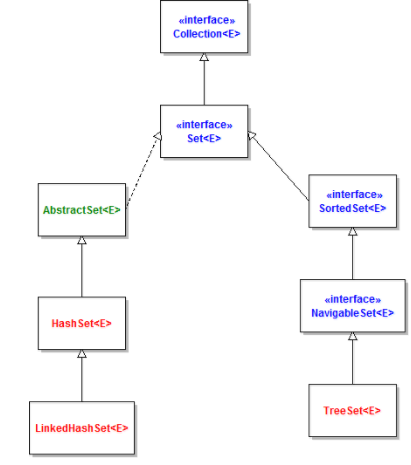 «interface»
Collection<E>
«interface»
Set<E>
«interface»
SortedSet<E>
AbstractSet<E>
«interface»
NavigableSet<E>
HashSet<E>
TreeSet<E>
LinkedHashSet<E>